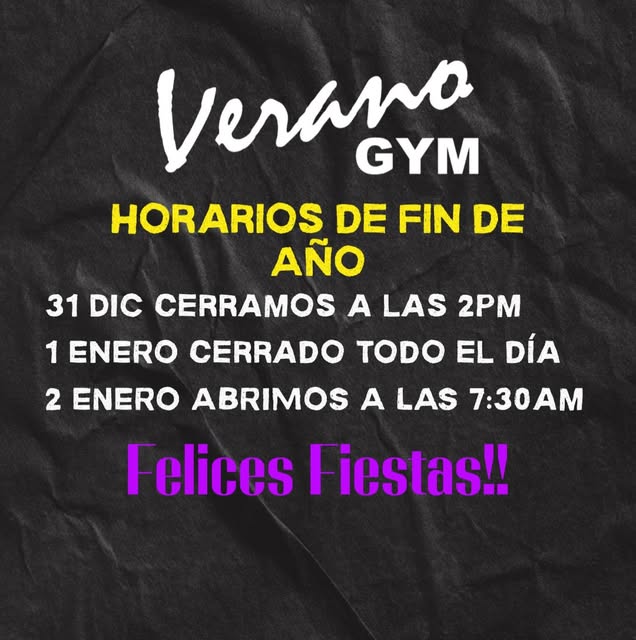 Verano
GYM
HORARIOS DE FIN DE
AÑO
31 DIC CERRAMOS A LAS 2PM
1 ENERO CERRADO TODO EL DÍA
2 ENERO ABRIMOS A LAS 7:30AM
Felices Fiestas!!